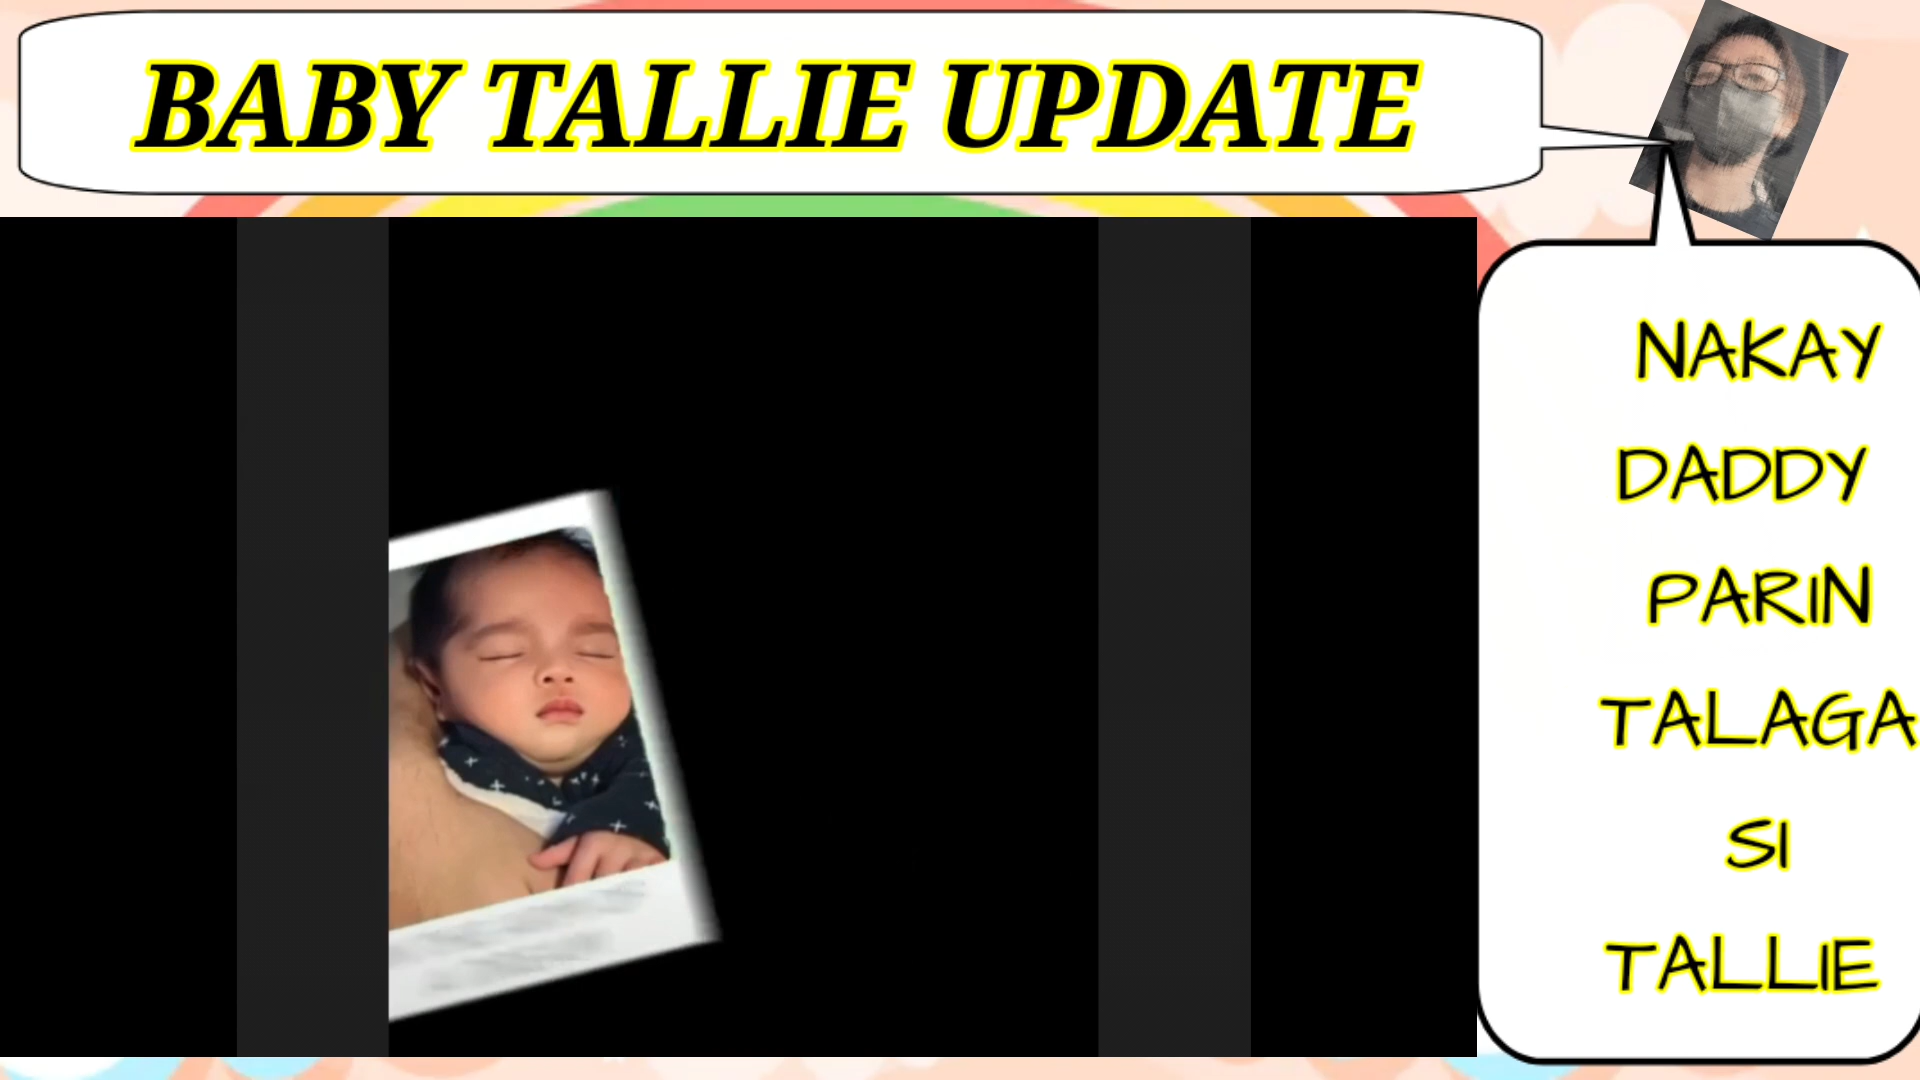 BABY TALLIE UPDATE
NAKAY
DADDY
PARIN
TALAGA
SI
TALLIE